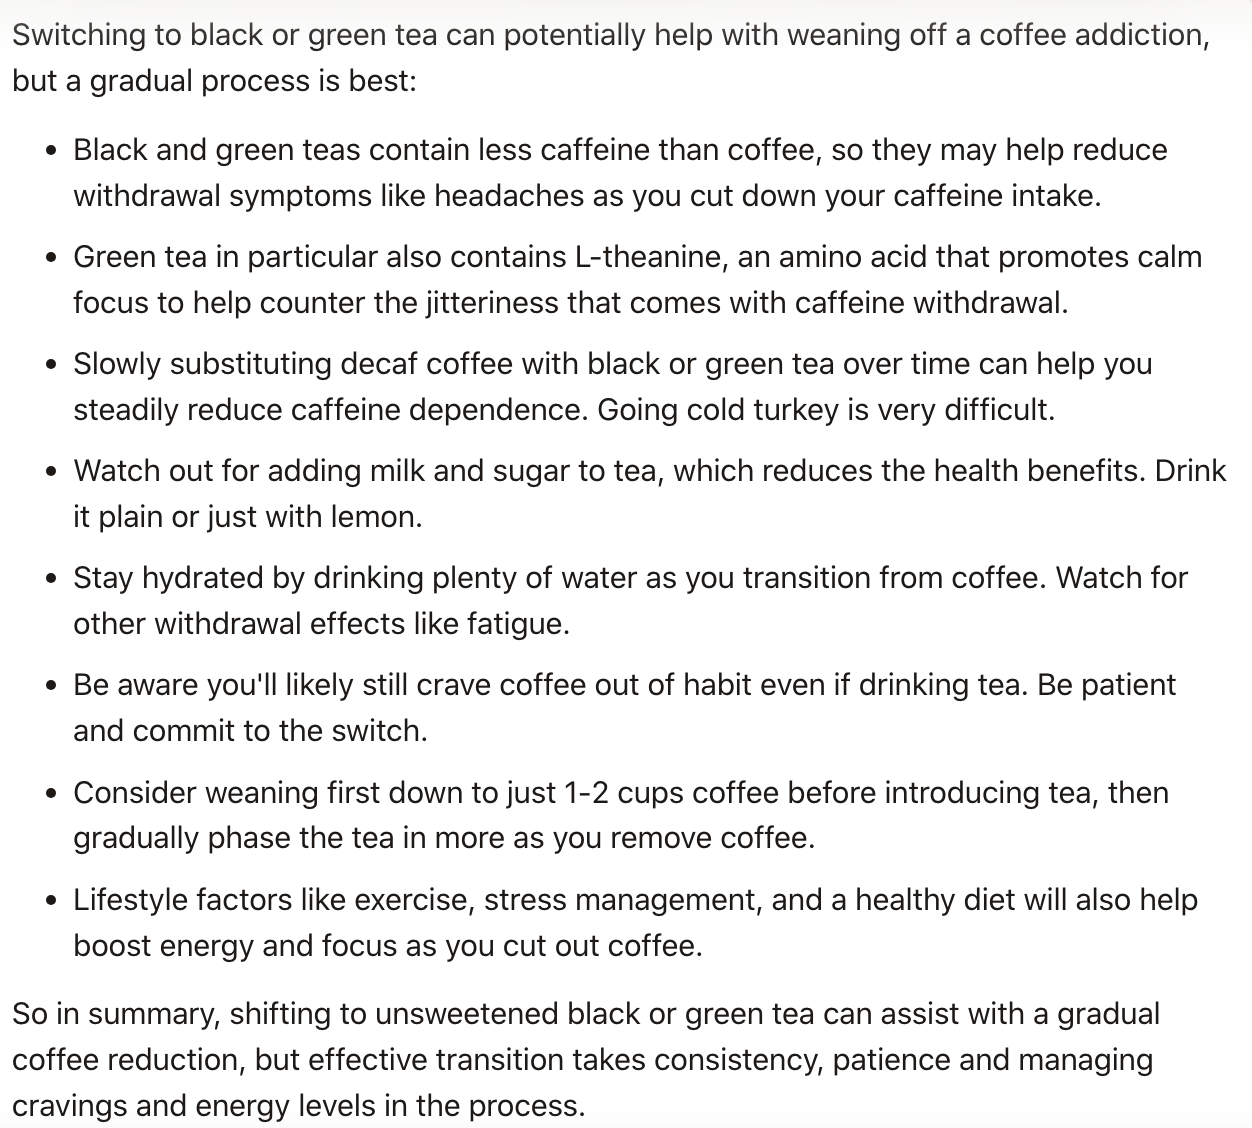 Switching to black or green tea can potentially help with weaning off a coffee addiction,
but a gradual process is best:
• Black and green teas contain less caffeine than coffee, so they may help reduce
withdrawal symptoms like headaches as you cut down your caffeine intake.
• Green tea in particular also contains L-theanine, an amino acid that promotes calm
focus to help counter the jitteriness that comes with caffeine withdrawal.
• Slowly substituting decaf coffee with black or green tea over time can help you
steadily reduce caffeine dependence. Going cold turkey is very difficult.
• Watch out for adding milk and sugar to tea, which reduces the health benefits. Drink
it plain or just with lemon.
• Stay hydrated by drinking plenty of water as you transition from coffee. Watch for
other withdrawal effects like fatigue.
• Be aware you'll likely still crave coffee out of habit even if drinking tea. Be patient
and commit to the switch.
• Consider weaning first down to just 1-2 cups coffee before introducing tea, then
gradually phase the tea in more as you remove coffee.
• Lifestyle factors like exercise, stress management, and a healthy diet will also help
boost energy and focus as you cut out coffee.
So in summary, shifting to unsweetened black or green tea can assist with a gradual
coffee reduction, but effective transition takes consistency, patience and managing
cravings and energy levels in the process.